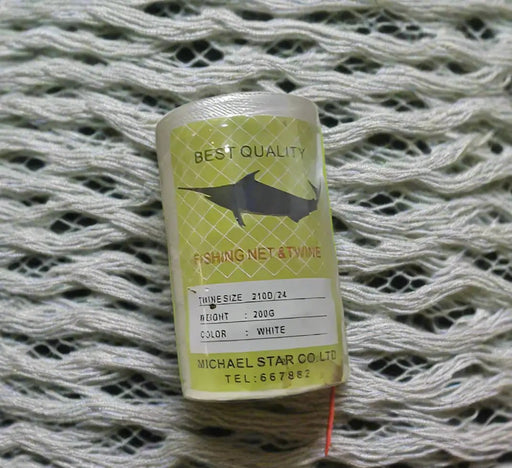 BEST QUALITY
FISHING NET & TWINE
TWINE SIZE 210D/24
WEIGHT : 200G
COLOR : WHITE
MICHAEL STAR CO. LTD
TEL:667882